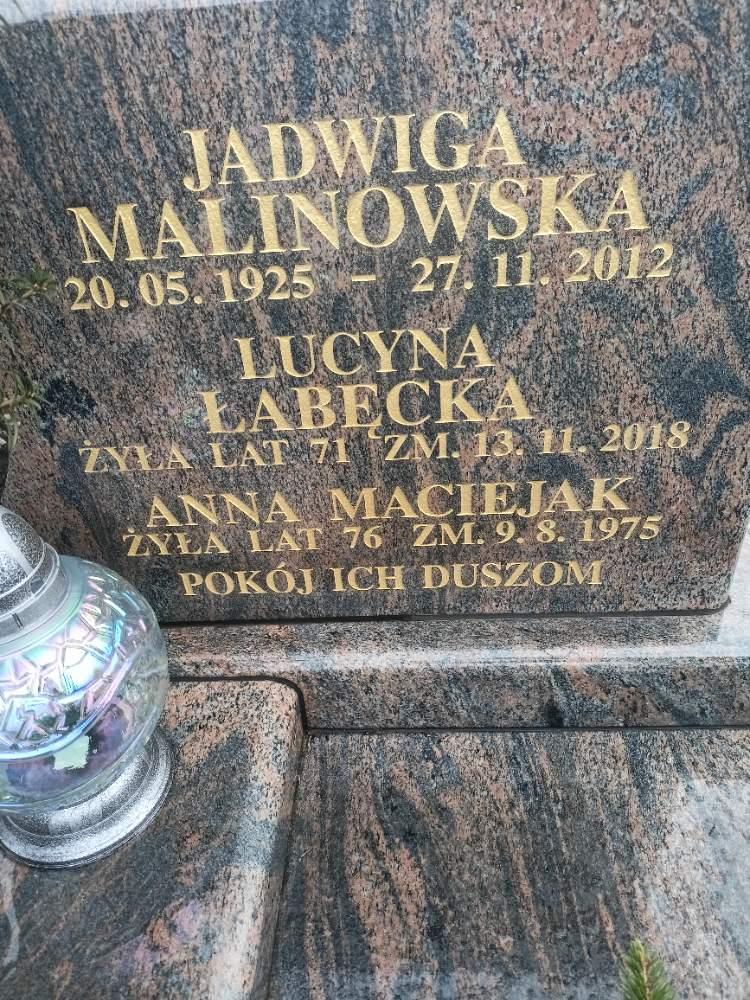 JADWIGA
MALINOWSKA
20.05.1925 – 27.11.2012
LUCYNA
ŁABĘCKA
ŻYŁA LAT 71 ZM. 13.11.2018
ANNA MACIEJAK
ŻYŁA LAT 76 ZM. 9.8.1975
POKÓJ ICH DUSZOM